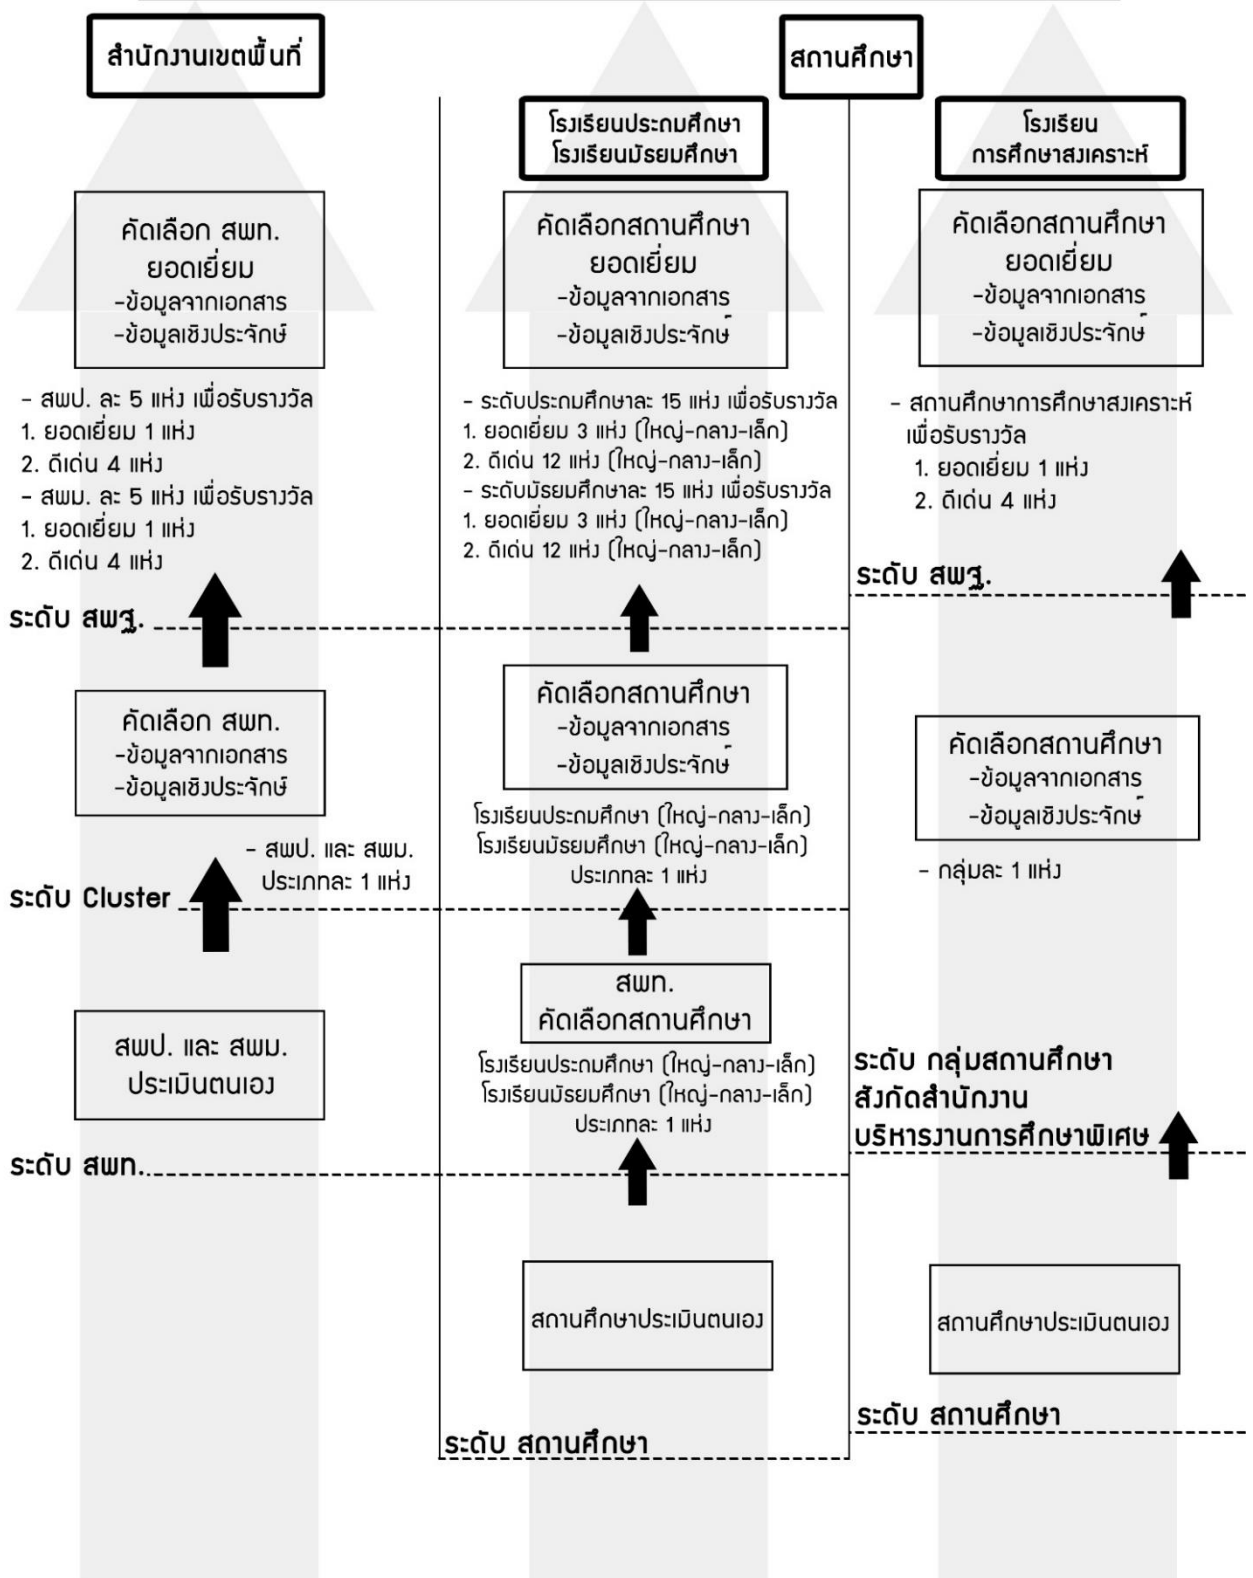 สำนักงานเขตพื้นที่
คัดเลือก สพท.
ยอดเยี่ยม
-ข้อมูลจากเอกสาร
-ข้อมูลเชิงประจักษ์
- สพป. ละ 5 แห่ง เพื่อรับรางวัล
1. ยอดเยี่ยม 1 แห่ง
2. ดีเด่น 4 แห่ง
- สพม. ละ 5 แห่ง เพื่อรับรางวัล
1. ยอดเยี่ยม 1 แห่ง
2. ดีเด่น 4 แห่ง
ระดับ สพฐ.
คัดเลือก สพท.
-ข้อมูลจากเอกสาร
-ข้อมูลเชิงประจักษ์
- สพป. และ สพม.
ประเภทละ 1 แห่ง
ระดับ Cluster
สพป. และ สพม.
ประเมินตนเอง
ระดับ สพท.
สถานศึกษา
โรงเรียนประถมศึกษา
โรงเรียนมัธยมศึกษา
คัดเลือกสถานศึกษา
ยอดเยี่ยม
-ข้อมูลจากเอกสาร
-ข้อมูลเชิงประจักษ์
- ระดับประถมศึกษาละ 15 แห่ง เพื่อรับรางวัล
1. ยอดเยี่ยม 3 แห่ง (ใหญ่-กลาง-เล็ก)
2. ดีเด่น 12 แห่ง (ใหญ่-กลาง-เล็ก)
- ระดับมัธยมศึกษาละ 15 แห่ง เพื่อรับรางวัล
1. ยอดเยี่ยม 3 แห่ง (ใหญ่-กลาง-เล็ก)
2. ดีเด่น 12 แห่ง (ใหญ่-กลาง-เล็ก)
คัดเลือกสถานศึกษา
-ข้อมูลจากเอกสาร
-ข้อมูลเชิงประจักษ์
โรงเรียนประถมศึกษา (ใหญ่-กลาง-เล็ก)
โรงเรียนมัธยมศึกษา (ใหญ่-กลาง-เล็ก)
ประเภทละ 1 แห่ง
สพท.
คัดเลือกสถานศึกษา
โรงเรียนประถมศึกษา (ใหญ่-กลาง-เล็ก)
โรงเรียนมัธยมศึกษา (ใหญ่-กลาง-เล็ก)
ประเภทละ 1 แห่ง
สถานศึกษาประเมินตนเอง
ระดับ สถานศึกษา
โรงเรียน
การศึกษาสงเคราะห์
คัดเลือกสถานศึกษา
ยอดเยี่ยม
-ข้อมูลจากเอกสาร
-ข้อมูลเชิงประจักษ์
- สถานศึกษาการศึกษาสงเคราะห์
เพื่อรับรางวัล
1. ยอดเยี่ยม 1 แห่ง
2. ดีเด่น 4 แห่ง
ระดับ สพฐ.
คัดเลือกสถานศึกษา
-ข้อมูลจากเอกสาร
-ข้อมูลเชิงประจักษ์
- กลุ่มละ 1 แห่ง
ระดับ กลุ่มสถานศึกษา
สังกัดสำนักงาน
บริหารงานการศึกษาพิเศษ
สถานศึกษาประเมินตนเอง
ระดับ สถานศึกษา